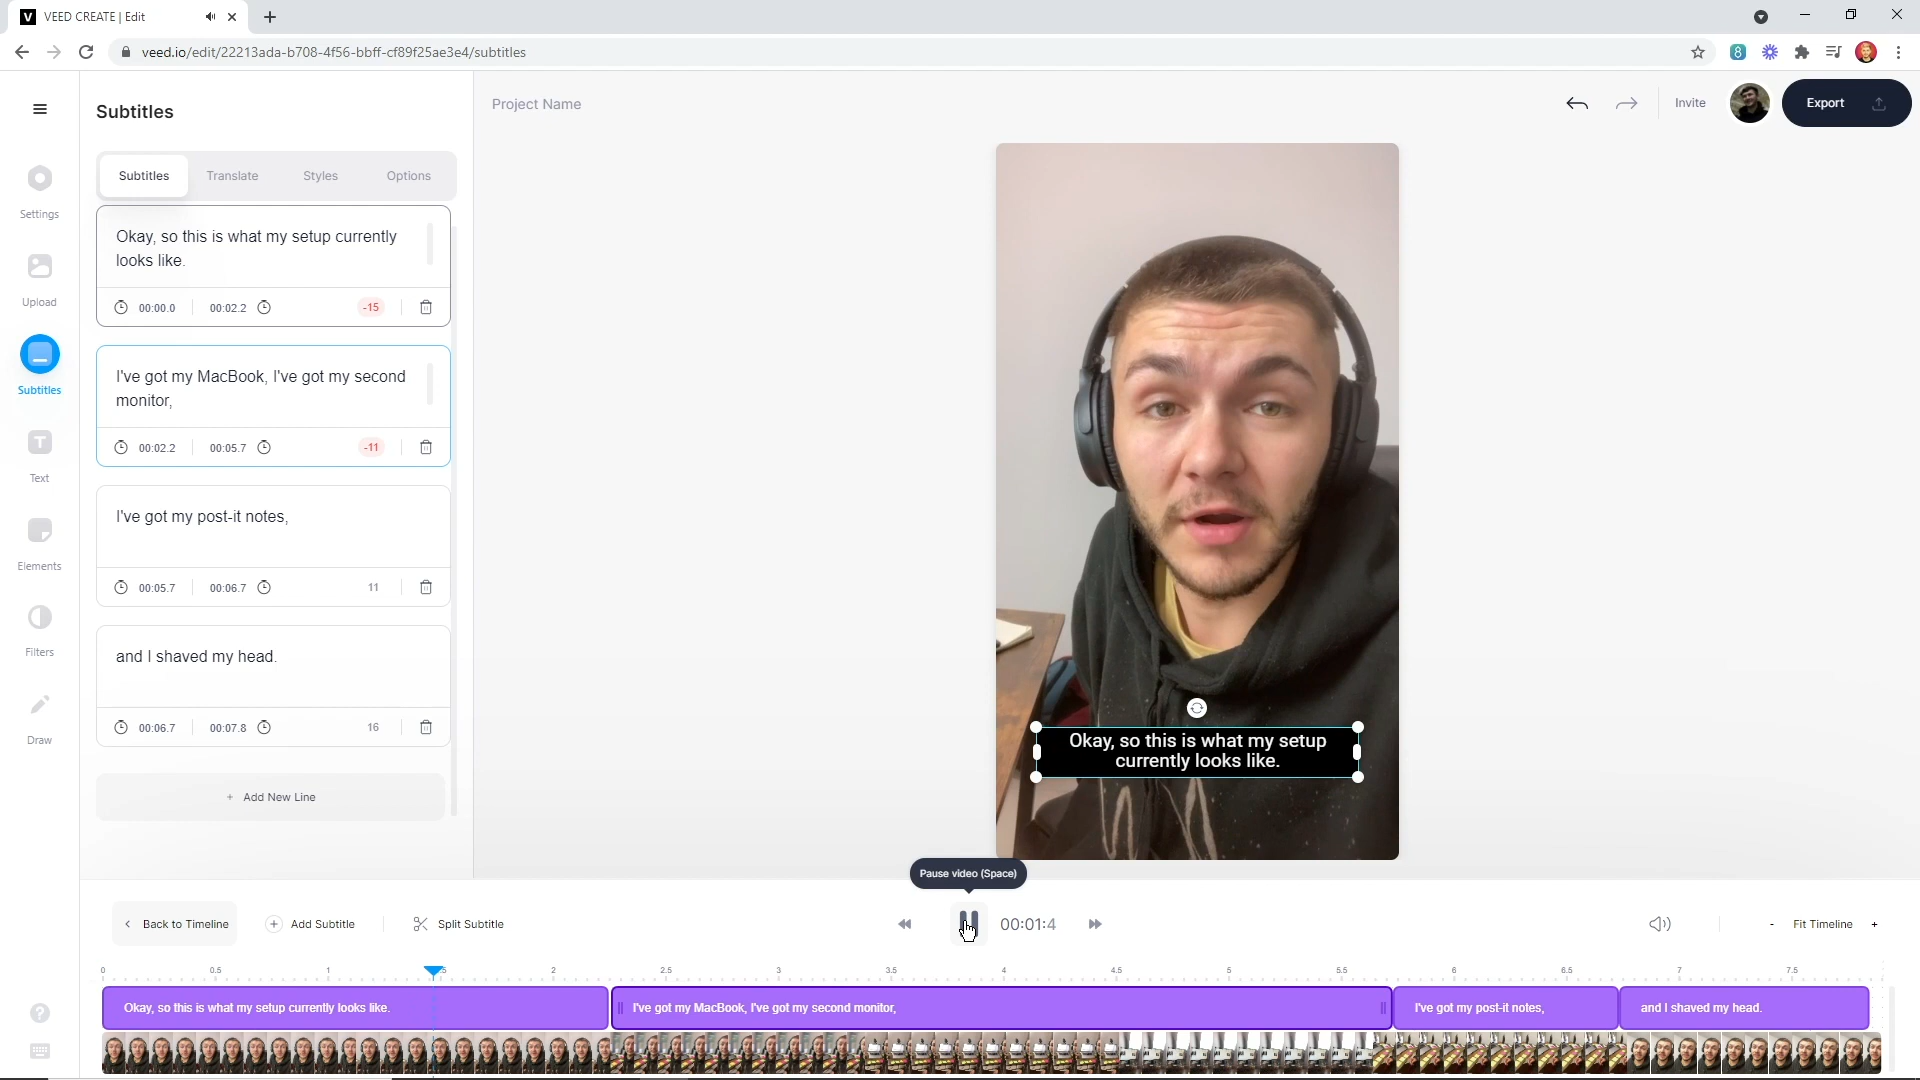 VEED CREATE | Edit
veed.io/edit/22213ada-b708-4f56-bbff-cf89f25ae3e4/subtitles
Subtitles
Project Name
Invite
Export
Settings
Upload
Subtitles
Text
Elements
Filters
Draw
Subtitles Translate Styles Options
Okay, so this is what my setup currently
looks like.
00:00.0 00:02.2 -15
I've got my MacBook, I've got my second
monitor,
00:02.2 00:05.7 -11
I've got my post-it notes,
00:05.7 00:06.7 11
and I shaved my head.
00:06.7 00:07.8 16
+ Add New Line
Okay, so this is what my setup
currently looks like.
Pause video (Space)
Back to Timeline
Add Subtitle
Split Subtitle
00:01:4
- Fit Timeline +
0 0.5 1 5 2 2.5 3 3.5 4 4.5 5 5.5 6 6.5 7 7.5
Okay, so this is what my setup currently looks like.
I've got my MacBook, I've got my second monitor,
I've got my post-it notes,
and I shaved my head.